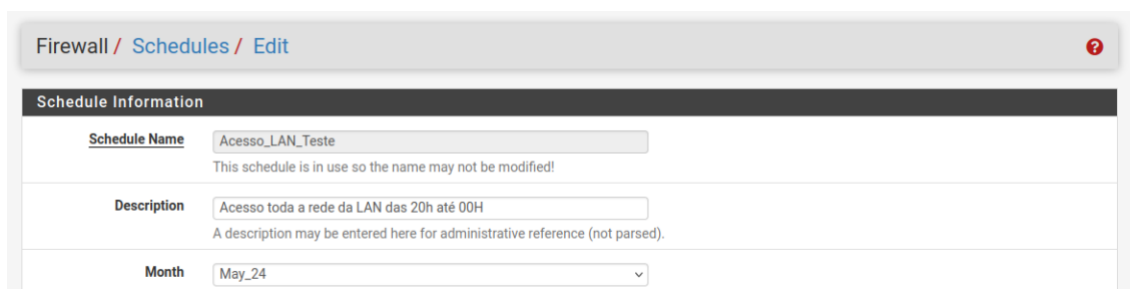 Firewall / Schedules / Edit
Schedule Information
Schedule Name
Acesso_LAN_Teste
This schedule is in use so the name may not be modified!
Description
Acesso toda a rede da LAN das 20h até 00H
A description may be entered here for administrative reference (not parsed).
Month
May_24